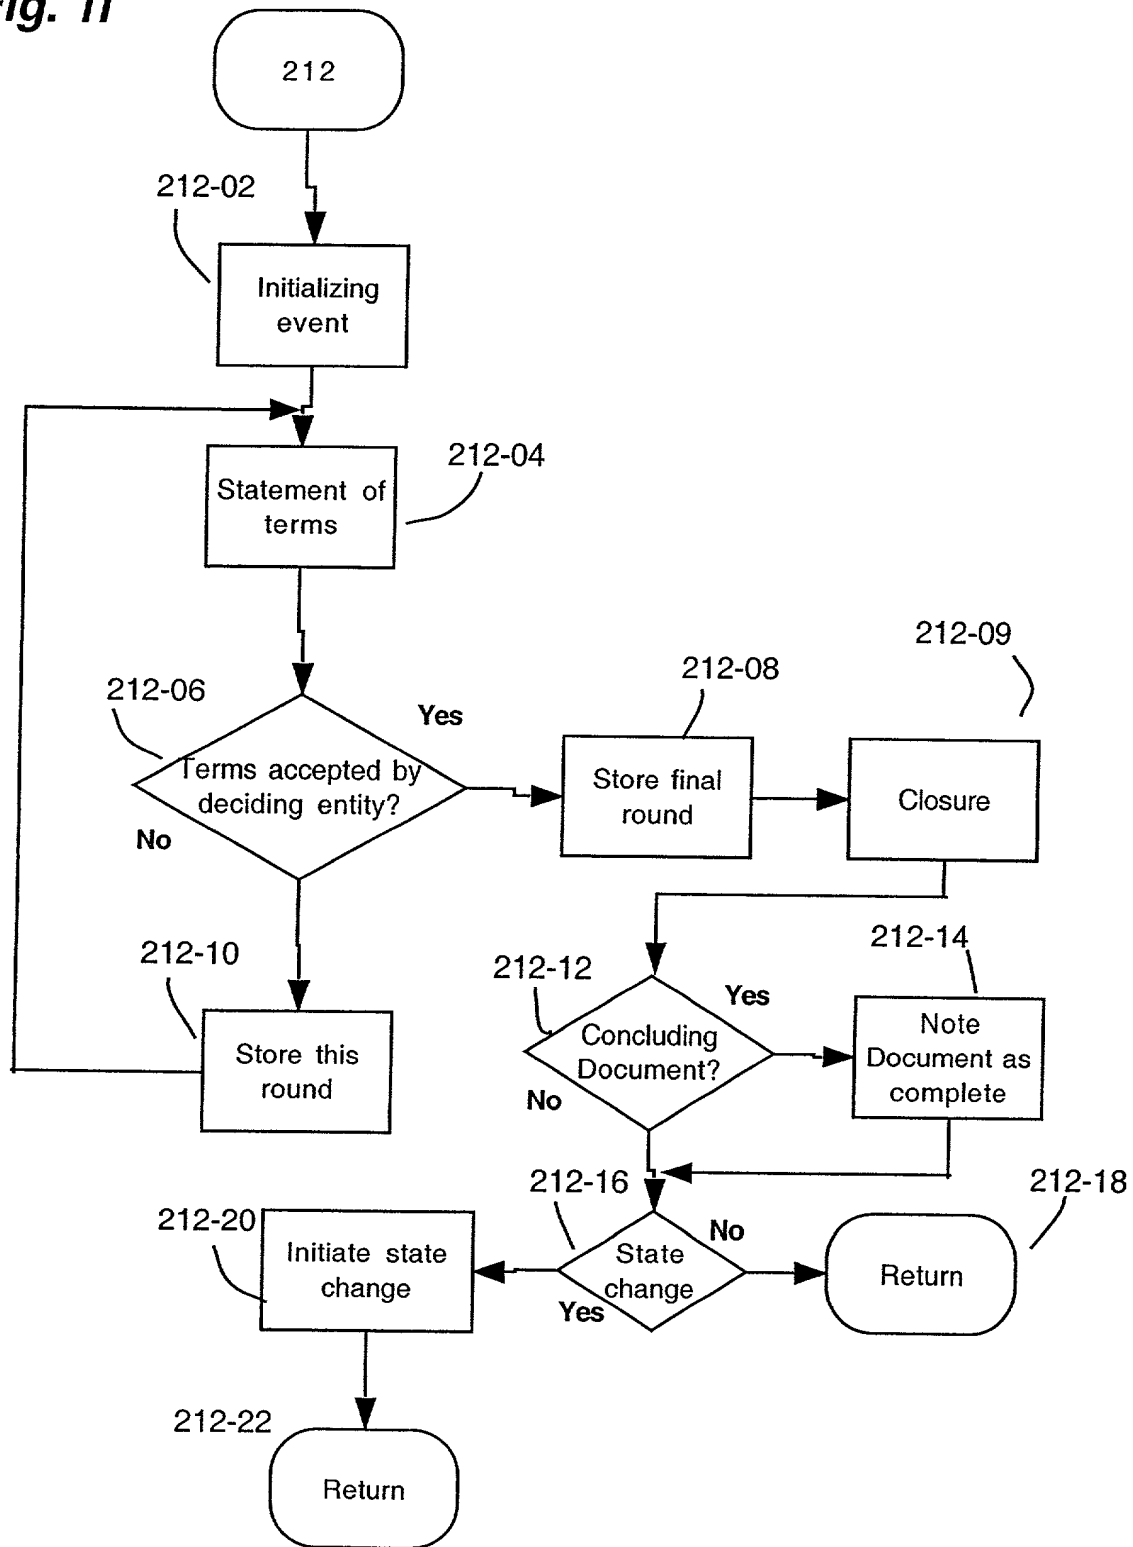 Fig. 11
212
212-02
Initializing
event
212-04
Statement of
terms
212-09
212-08
212-06
Yes
Terms accepted by
deciding entity?
Store final
round
Closure
No
212-10
212-14
212-12
Yes
Store this
round
Concluding
Document?
Note
Document as
complete
No
212-16
212-18
212-20
No
Initiate state
change
State
change
Return
Yes
212-22
Return